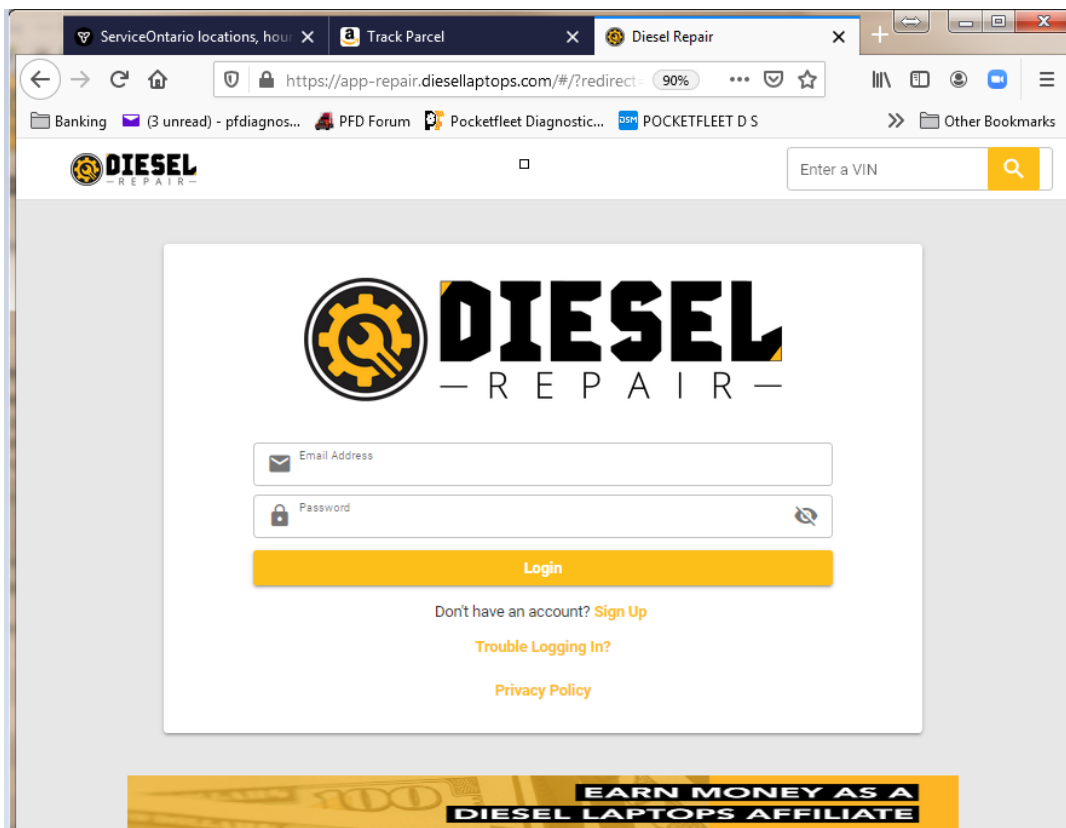 ServiceOntario locations, hour
Track Parcel
Diesel Repair
https://app-repair.diesellaptops.com/#/?redirect=
90%
Banking
(3 unread) - pfdiagnos...
PFD Forum
Pocketfleet Diagnostic...
DSM
POCKETFLEET D S
Other Bookmarks
DIESEL
REPAIR
Enter a VIN
DIESEL
REPAIR
Email Address
Password
Login
Don't have an account? Sign Up
Trouble Logging In?
Privacy Policy
100
EARN MONEY AS A
DIESEL LAPTOPS AFFILIATE